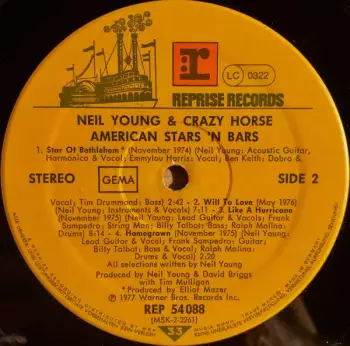 r
LC 0322
REPRISE RECORDS
NEIL YOUNG & CRAZY HORSE
AMERICAN STARS 'N BARS
1. Star Of Bethlehem* (November 1974) (Neil Young: Acoustic Guitar,
Harmonica & Vocal; Emmylou Harris: Vocal; Ben Keith: Dobro &
STEREO
GEMA
SIDE 2
Vocal; Tim Drummond: Bass) 2:42 - 2. Will To Love (May 1976)
(Neil Young: Instruments & Vocals) 7:11 - 3. Like A Hurricane
(November 1975) (Neil Young: Lead Guitar & Vocals; Frank
Sampedro: String Man; Billy Talbot: Bass; Ralph Molina:
Drums) 8:14 - 4. Homegrown (November 1975) (Neil Young:
Lead Guitar & Vocal; Frank Sampedro: Guitar;
Billy Talbot: Bass & Vocal; Ralph Molina:
Drums & Vocal) 2:20
All selections written by Neil Young
Produced by Neil Young & David Briggs
with Tim Mulligan
*Produced by Elliot Mazer
℗ 1977 Warner Bros. Records Inc.
REP 54 088
(MSK-2-2261)
33